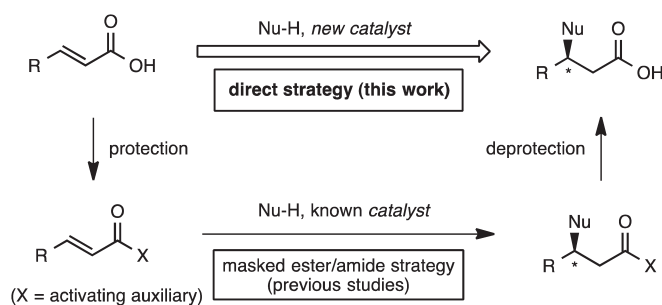 O
R
OH
Nu-H, new catalyst
direct strategy (this work)
Nu
O
R
*
OH
protection
deprotection
O
R
X
(X = activating auxiliary)
Nu-H, known catalyst
masked ester/amide strategy
(previous studies)
Nu
O
R
*
X